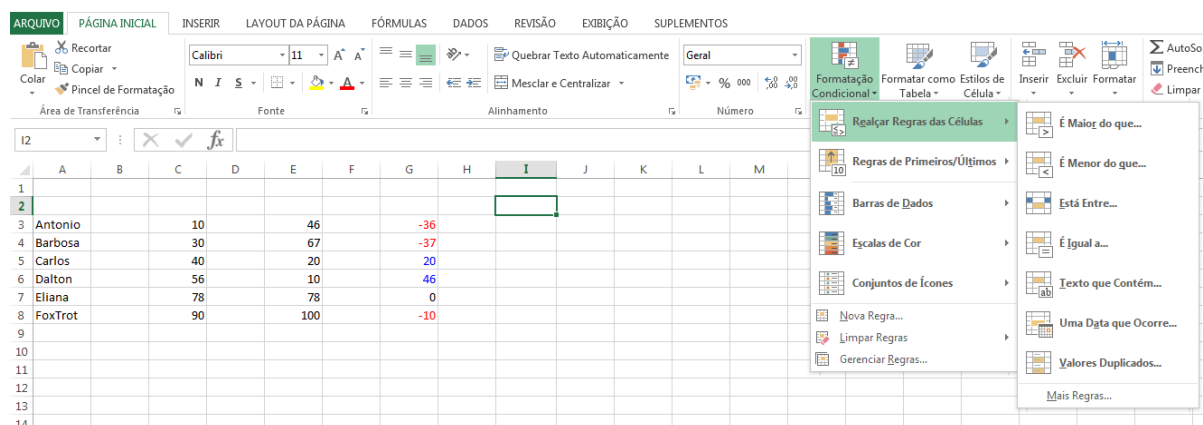 ARQUIVO PÁGINA INICIAL INSERIR LAYOUT DA PÁGINA FÓRMULAS DADOS REVISÃO EXIBIÇÃO SUPLEMENTOS
Colar
Recortar
Copiar
Pincel de Formatação
Área de Transferência
Calibri 11
N I S
Fonte
Quebrar Texto Automaticamente
Mesclar e Centralizar
Alinhamento
Geral
% 000
Número
Formatação Condicional
Formatar como Tabela
Estilos de Célula
Inserir Excluir Formatar
AutoSo
Preench
Limpar
I2 fx
A B C D E F G H I J K L M
1
2
3 Antonio 10 46 -36
4 Barbosa 30 67 -37
5 Carlos 40 20 20
6 Dalton 56 10 46
7 Eliana 78 78 0
8 FoxTrot 90 100 -10
9
10
11
12
13
14
Realçar Regras das Células
Regras de Primeiros/Últimos
Barras de Dados
Escalas de Cor
Conjuntos de Ícones
Nova Regra...
Limpar Regras
Gerenciar Regras...
É Maior do que...
É Menor do que...
Está Entre...
É Igual a...
Texto que Contém...
Uma Data que Ocorre...
Valores Duplicados...
Mais Regras...